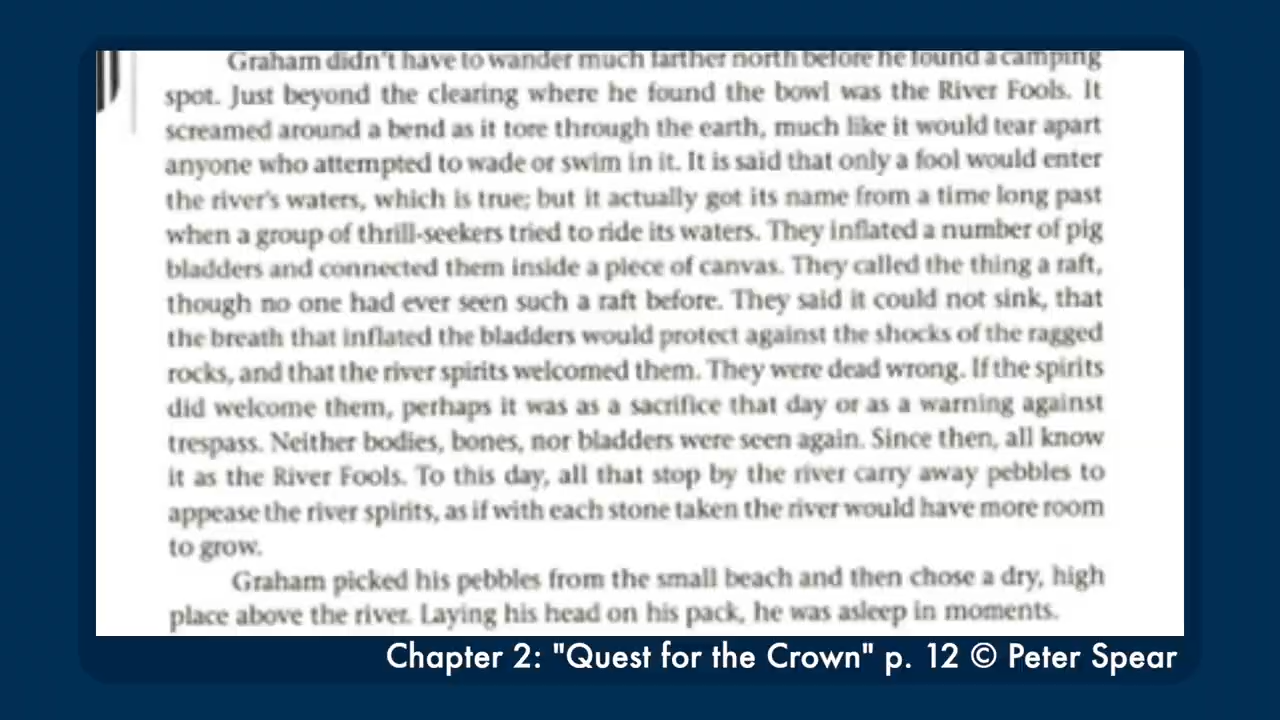 Graham didn't have to wander much farther north before he found a camping
spot. Just beyond the clearing where he found the bowl was the River Fools. It
screamed around a bend as it tore through the earth, much like it would tear apart
anyone who attempted to wade or swim in it. It is said that only a fool would enter
the river's waters, which is true; but it actually got its name from a time long past
when a group of thrill-seekers tried to ride its waters. They inflated a number of pig
bladders and connected them inside a piece of canvas. They called the thing a raft,
though no one had ever seen such a raft before. They said it could not sink, that
the breath that inflated the bladders would protect against the shocks of the ragged
rocks, and that the river spirits welcomed them. They were dead wrong. If the spirits
did welcome them, perhaps it was as a sacrifice that day or as a warning against
trespass. Neither bodies, bones, nor bladders were seen again. Since then, all know
it as the River Fools. To this day, all that stop by the river carry away pebbles to
appease the river spirits, as if with each stone taken the river would have more room
to grow.
Graham picked his pebbles from the small beach and then chose a dry, high
place above the river. Laying his head on his pack, he was asleep in moments.
Chapter 2: "Quest for the Crown" p. 12 © Peter Spear